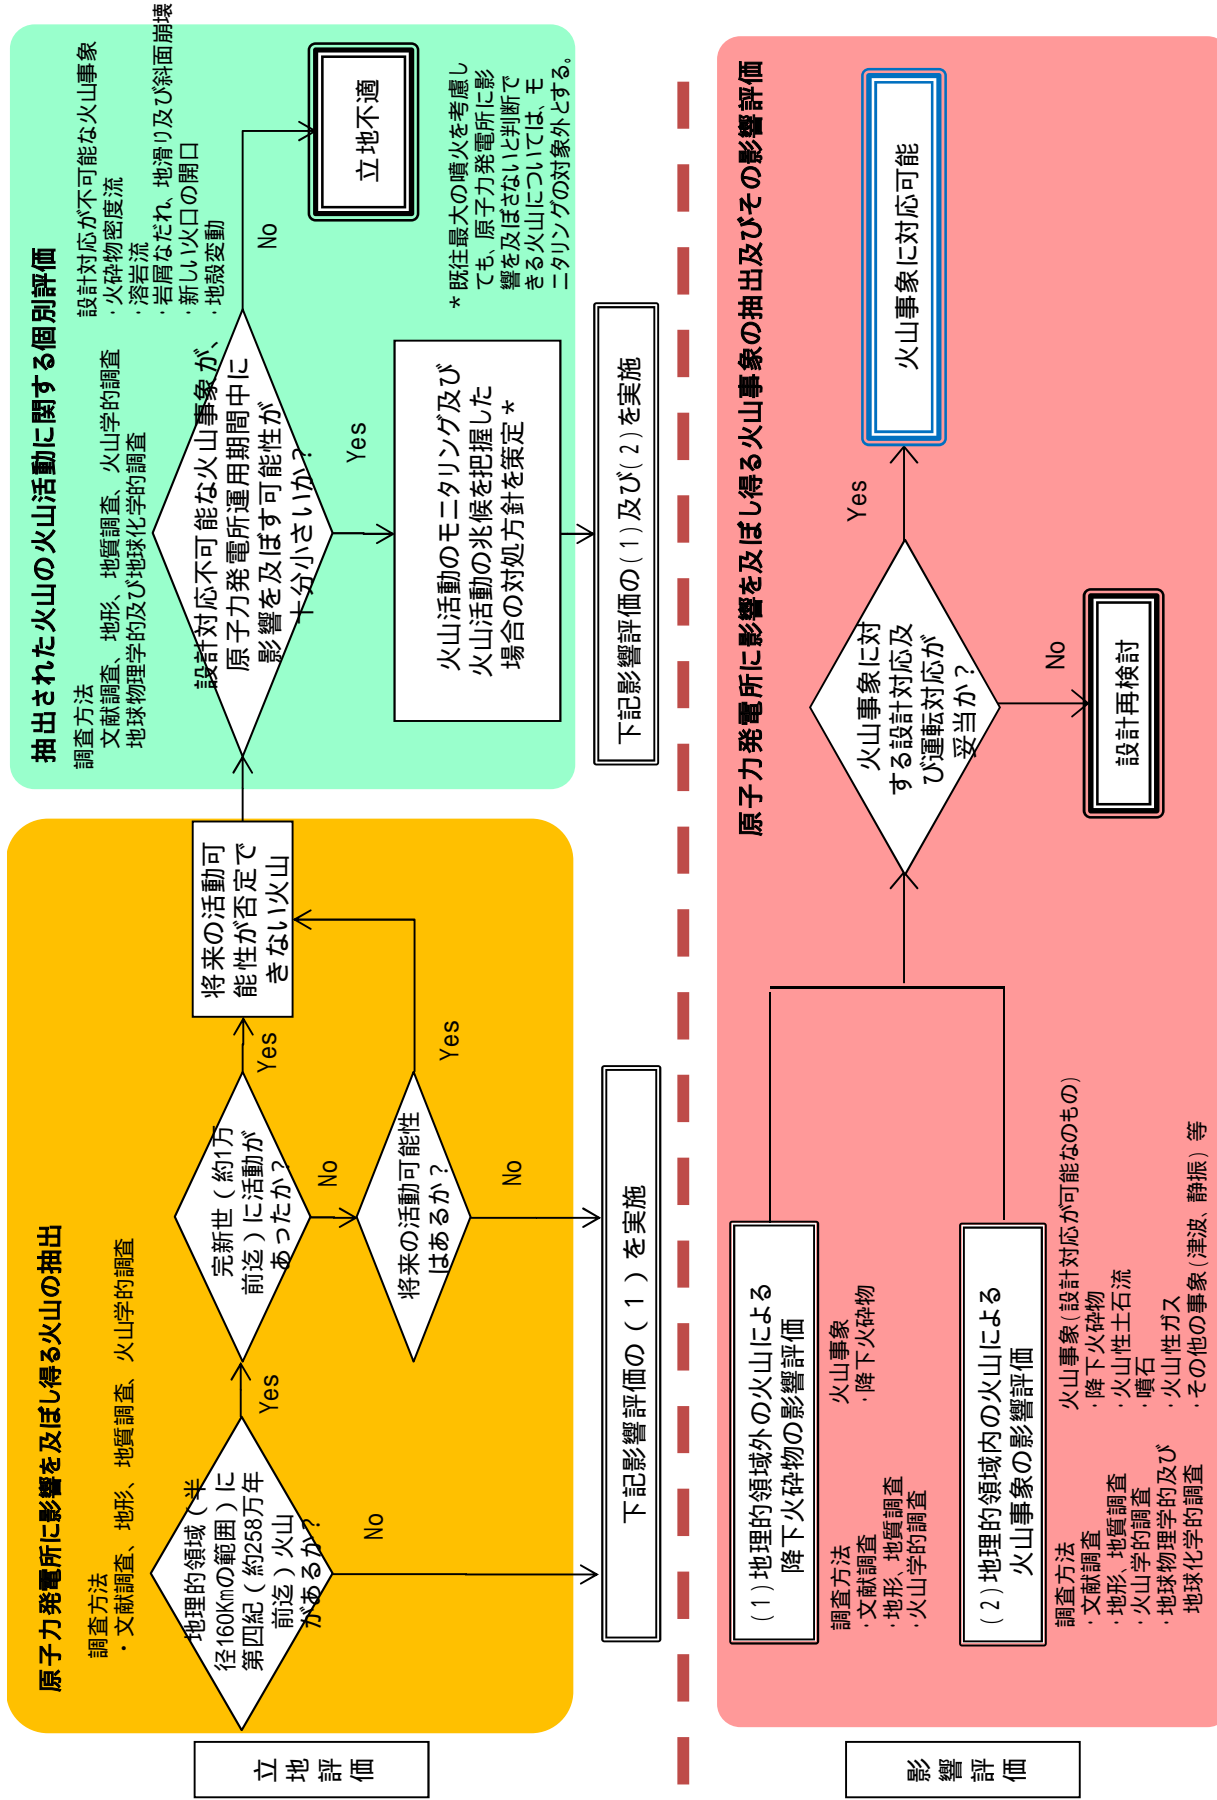 立地評価
原子力発電所に影響を及ぼし得る火山の抽出
調査方法
・文献調査、地形、地質調査、火山学的調査
地理的領域（半
径160Kmの範囲）に
第四紀（約258万年
前迄）火山
があるか？
Yes
No
完新世（約1万
前迄）に活動が
あったか？
Yes
No
将来の活動可能性
はあるか？
Yes
No
将来の活動可
能性が否定で
きない火山
下記影響評価の（１）を実施
抽出された火山の火山活動に関する個別評価
調査方法
文献調査、地形、地質調査、火山学的調査
地球物理学的及び地球化学的調査
設計対応が不可能な火山事象
・火砕物密度流
・溶岩流
・岩屑なだれ、地滑り及び斜面崩壊
・新しい火口の開口
・地殻変動
設計対応不可能な火山事象が、
原子力発電所運用期間中に
影響を及ぼす可能性が
十分小さいか？
No
Yes
立地不適
火山活動のモニタリング及び
火山活動の兆候を把握した
場合の対処方針を策定＊
＊既往最大の噴火を考慮し
ても、原子力発電所に影
響を及ぼさないと判断で
きる火山については、モ
ニタリングの対象外とする。
下記影響評価の(1)及び(2)を実施
影響評価
原子力発電所に影響を及ぼし得る火山事象の抽出及びその影響評価
(1)地理的領域外の火山による
降下火砕物の影響評価
調査方法
・文献調査
・地形、地質調査
・火山学的調査
火山事象
・降下火砕物
(2)地理的領域内の火山による
火山事象の影響評価
調査方法
・文献調査
・地形、地質調査
・火山学的調査
・地球物理学的及び
地球化学的調査
火山事象(設計対応が可能なのもの)
・降下火砕物
・火山性土石流
・噴石
・火山性ガス
・その他の事象(津波、静振)等
火山事象に対
する設計対応及
び運転対応が
妥当か？
Yes
No
火山事象に対応可能
設計再検討